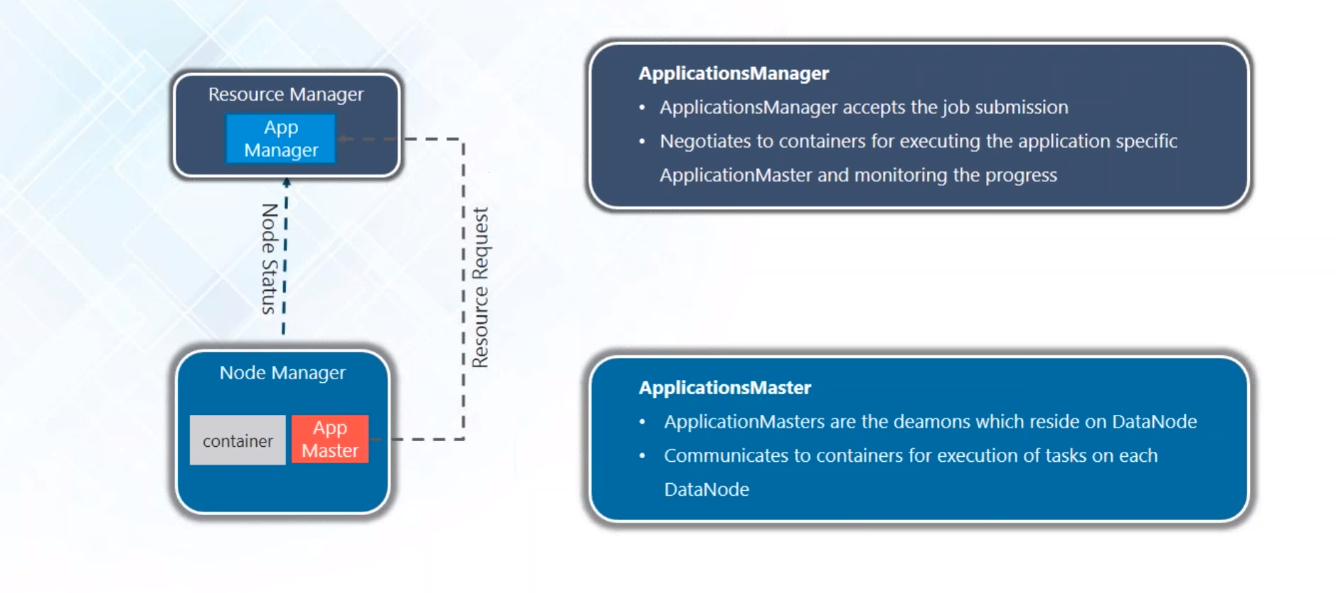 Resource Manager
App
Manager
Node Status
Resource Request
Node Manager
container
App
Master
ApplicationsManager
• ApplicationsManager accepts the job submission
• Negotiates to containers for executing the application specific
ApplicationMaster and monitoring the progress
ApplicationsMaster
• ApplicationMasters are the deamons which reside on DataNode
• Communicates to containers for execution of tasks on each
DataNode